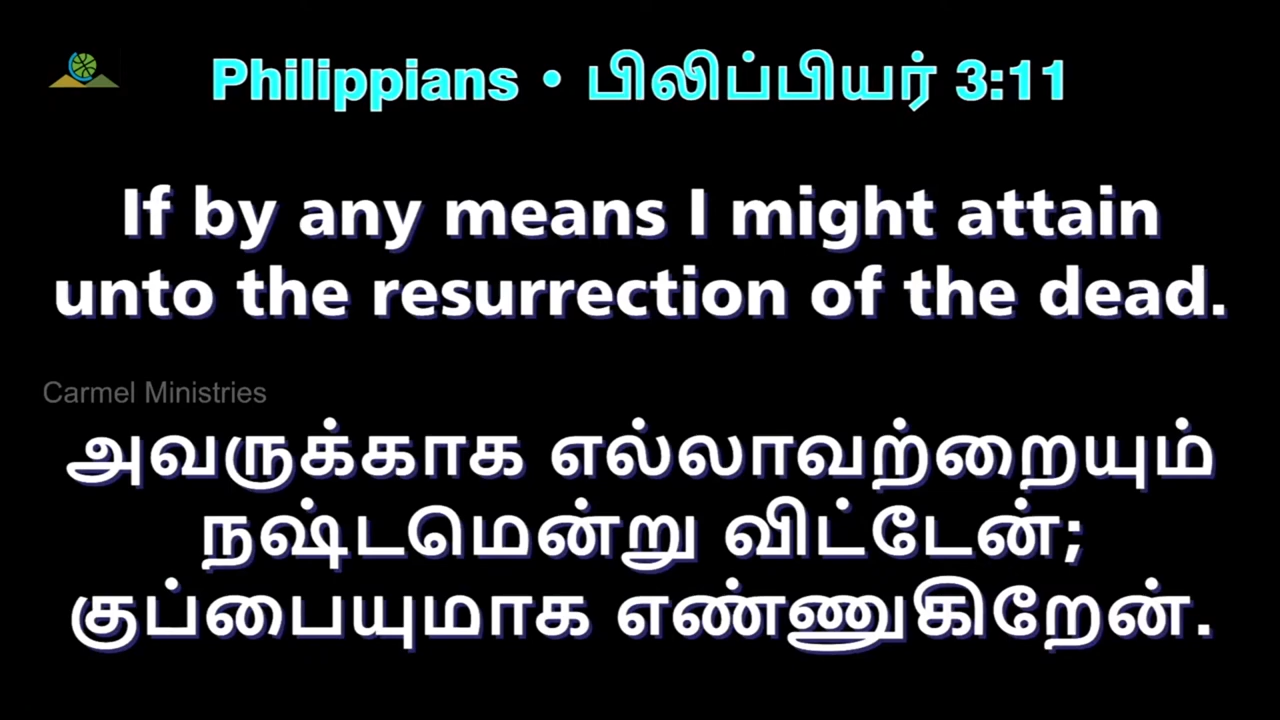 Philippians • பிலிப்பியர் 3:11
If by any means I might attain
unto the resurrection of the dead.
Carmel Ministries
அவருக்காக எல்லாவற்றையும்
நஷ்டமென்று விட்டேன்;
குப்பையுமாக எண்ணுகிறேன்.